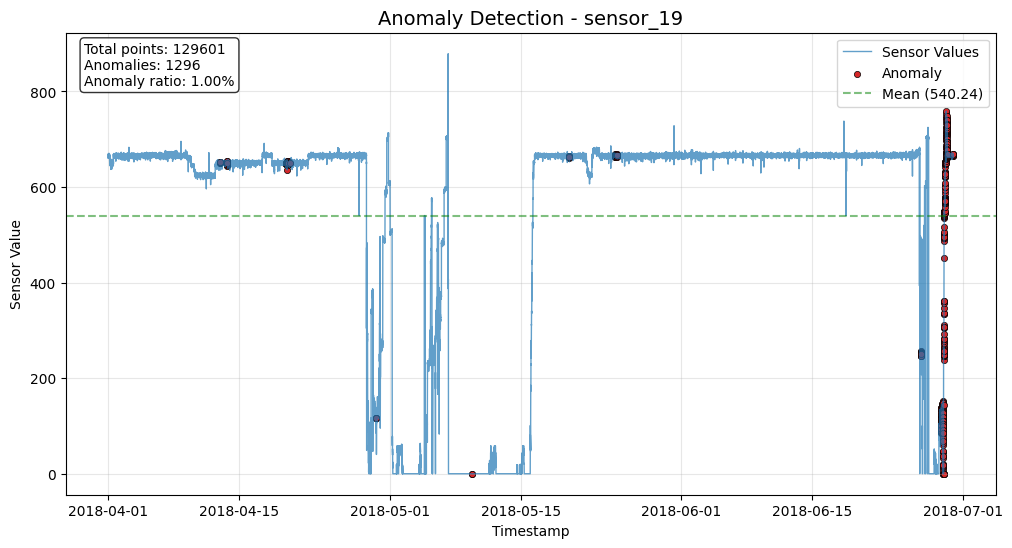 Anomaly Detection - sensor_19
Total points: 129601
Anomalies: 1296
Anomaly ratio: 1.00%
Sensor Values
Anomaly
Mean (540.24)
Sensor Value
800
600
400
200
0
2018-04-01
2018-04-15
2018-05-01
2018-05-15
2018-06-01
2018-06-15
2018-07-01
Timestamp